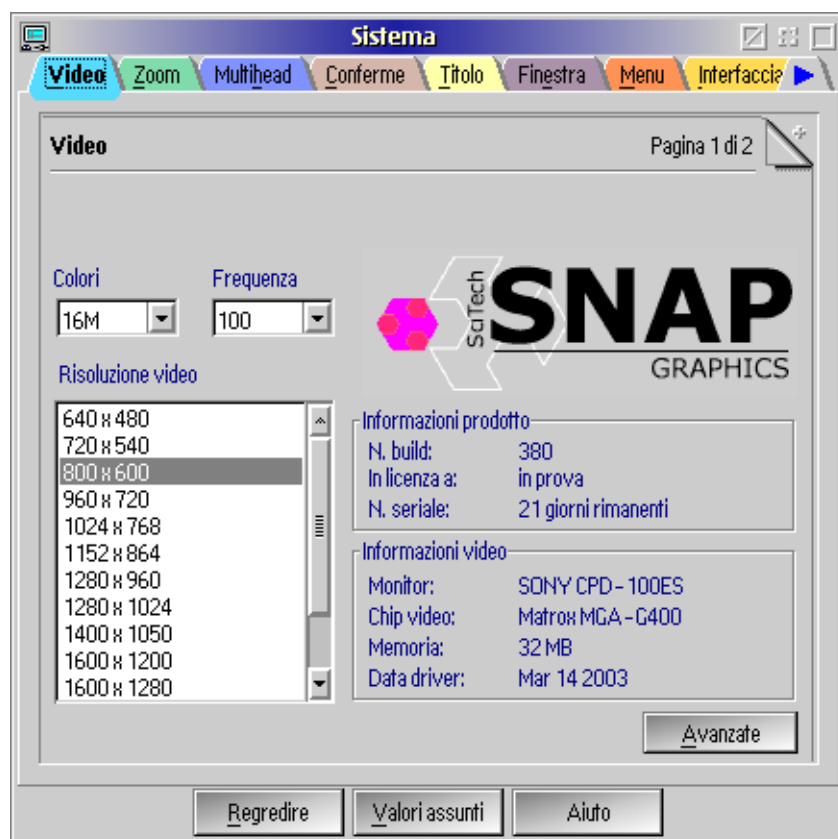 Sistema
Video Zoom Multihead Conferme Titolo Finestra Menu Interfaccia
Video
Pagina 1 di 2
Colori
Frequenza
16M
100
SciTech
SNAP
GRAPHICS
Risoluzione video
640 x 480
720 x 540
800 x 600
960 x 720
1024 x 768
1152 x 864
1280 x 960
1280 x 1024
1400 x 1050
1600 x 1200
1600 x 1280
Informazioni prodotto
N. build: 380
In licenza a: in prova
N. seriale: 21 giorni rimanenti
Informazioni video
Monitor: SONY CPD-100ES
Chip video: Matrox MGA-G400
Memoria: 32 MB
Data driver: Mar 14 2003
Avanzate
Regredire Valori assunti Aiuto